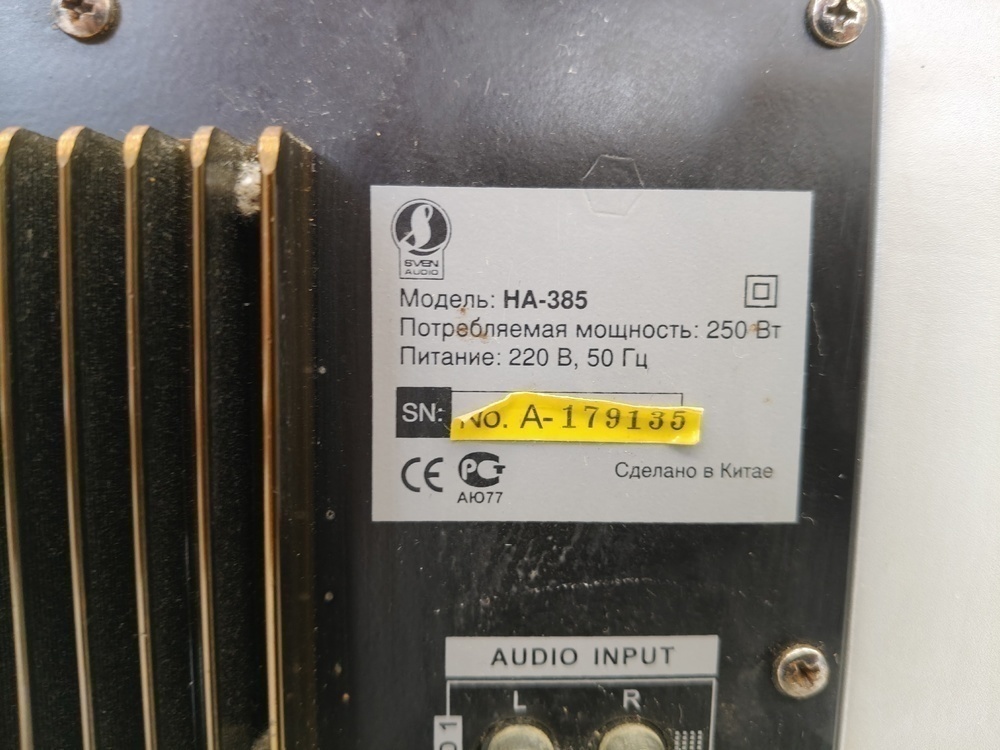 SVEN
AUDIO
Модель: HA-385
Потребляемая мощность: 250 Вт
Питание: 220 В, 50 Гц
SN: No. A-179135
CE РСТ Сделано в Китае
АЮ77
AUDIO INPUT
L R